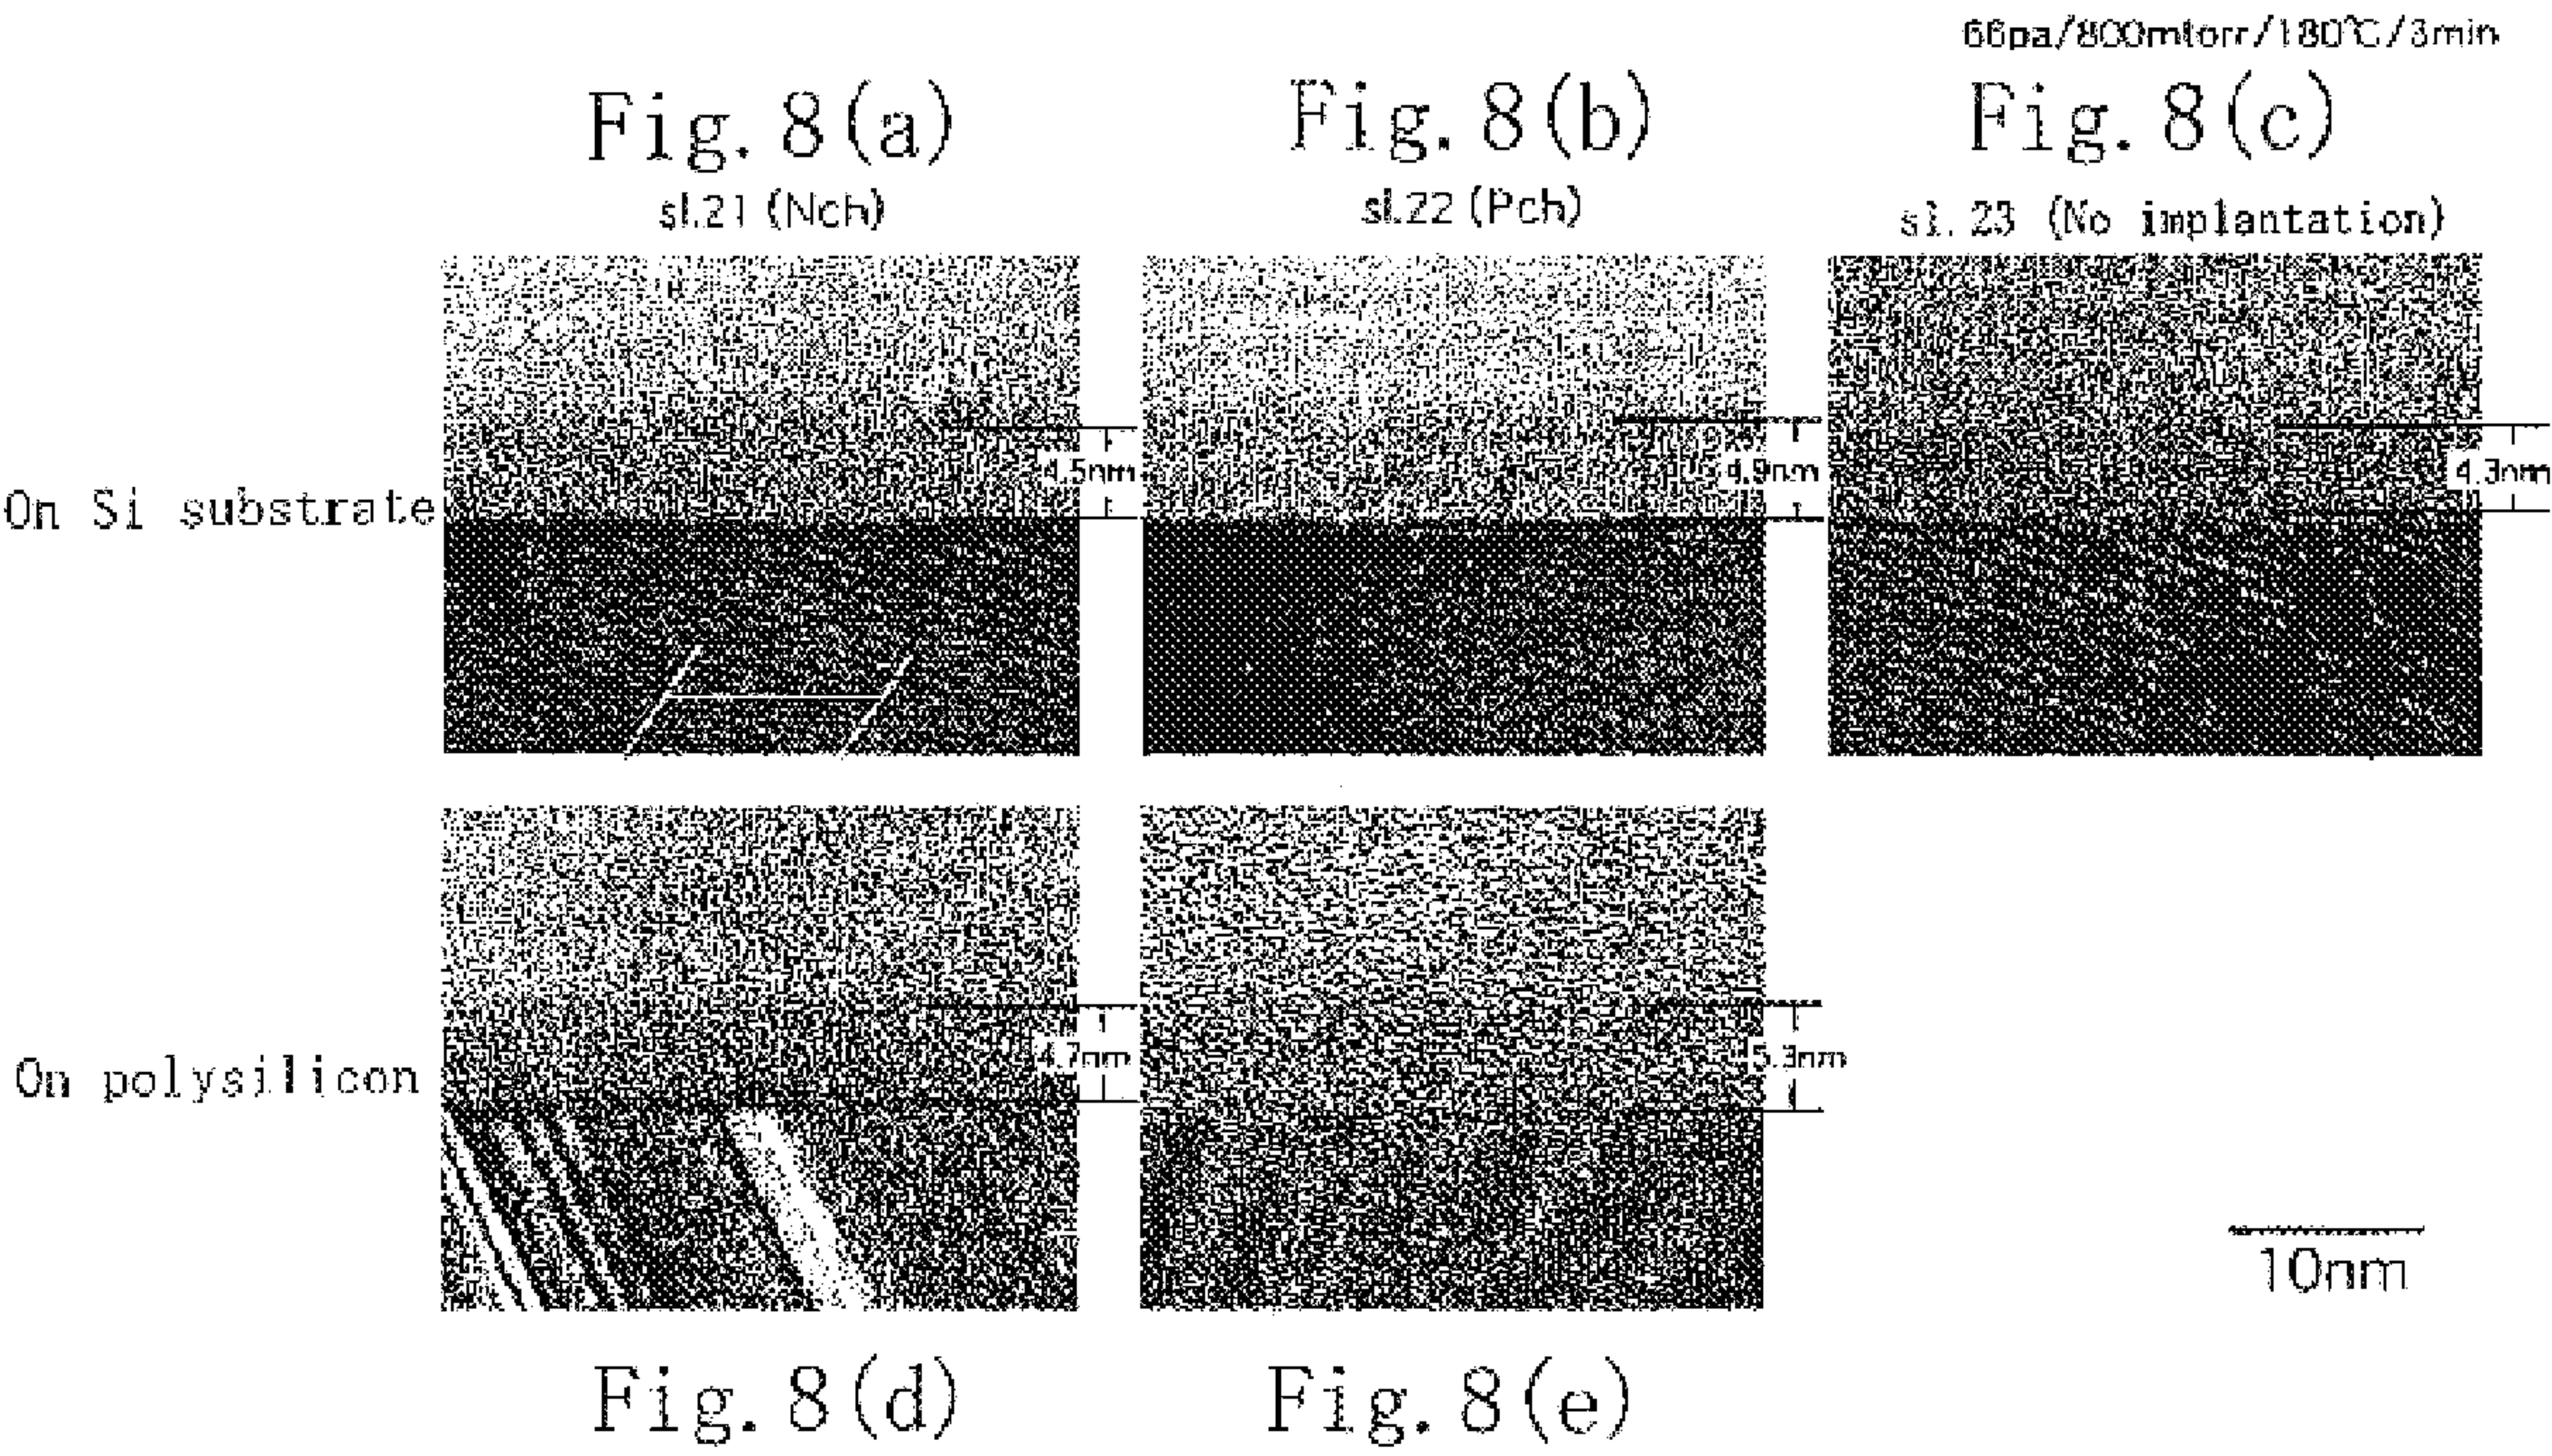 66pa/800mtorr/180℃/3min
Fig. 8(a)
Fig. 8(b)
Fig. 8(c)
sl.21 (Nch)
sl.22 (Pch)
sl. 23 (No implantation)
On Si substrate
4.5nm
4.9nm
4.3nm
On polysilicon
4.7nm
5.3nm
10nm
Fig. 8(d)
Fig. 8(e)